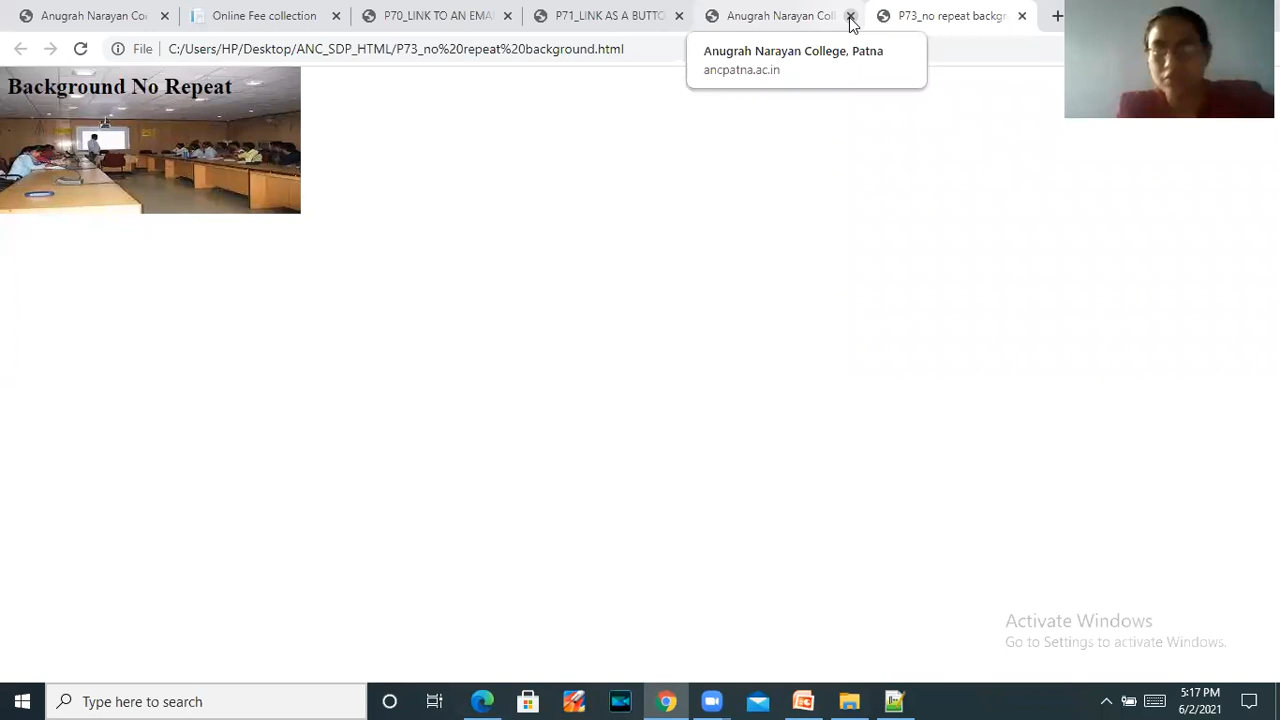 Anugrah Narayan Co
Online Fee collection
P70_LINK TO AN EMA
P71_LINK AS A BUTTO
Anugrah Narayan Coll
P73_no repeat backg
File
C:/Users/HP/Desktop/ANC_SDP_HTML/P73_no%20repeat%20background.html
Anugrah Narayan College, Patna
ancpatna.ac.in
Background No Repeat
Activate Windows
Go to Settings to activate Windows.
Type here to search
5:17 PM
6/2/2021